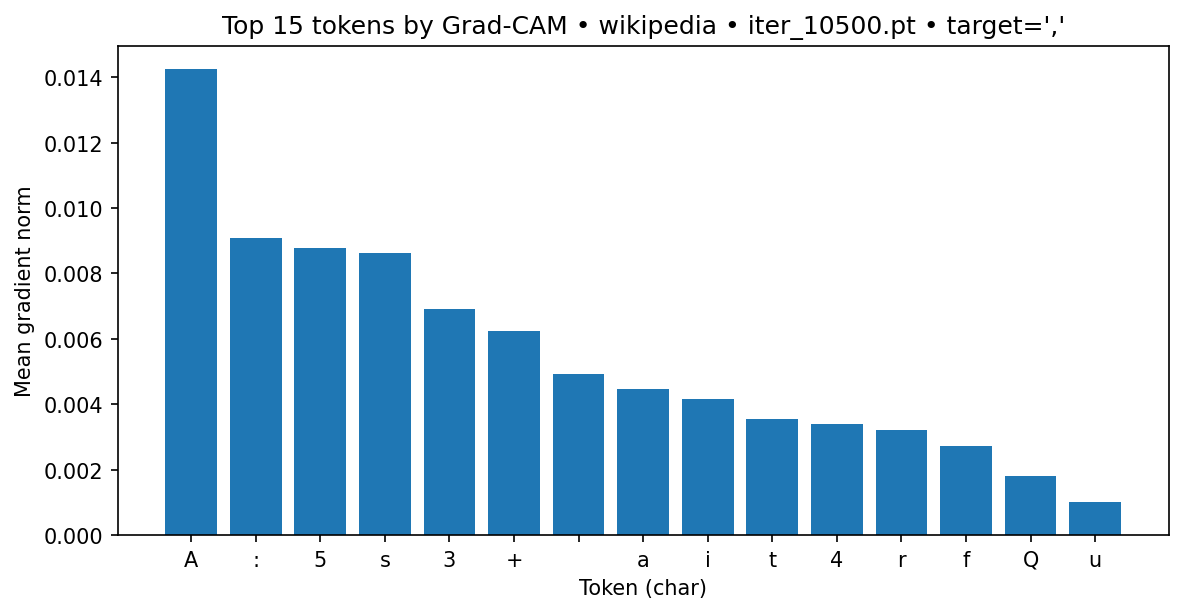 Top 15 tokens by Grad-CAM • wikipedia • iter_10500.pt • target=','
Mean gradient norm
0.014
0.012
0.010
0.008
0.006
0.004
0.002
0.000
A : 5 s 3 + a i t 4 r f Q u
Token (char)